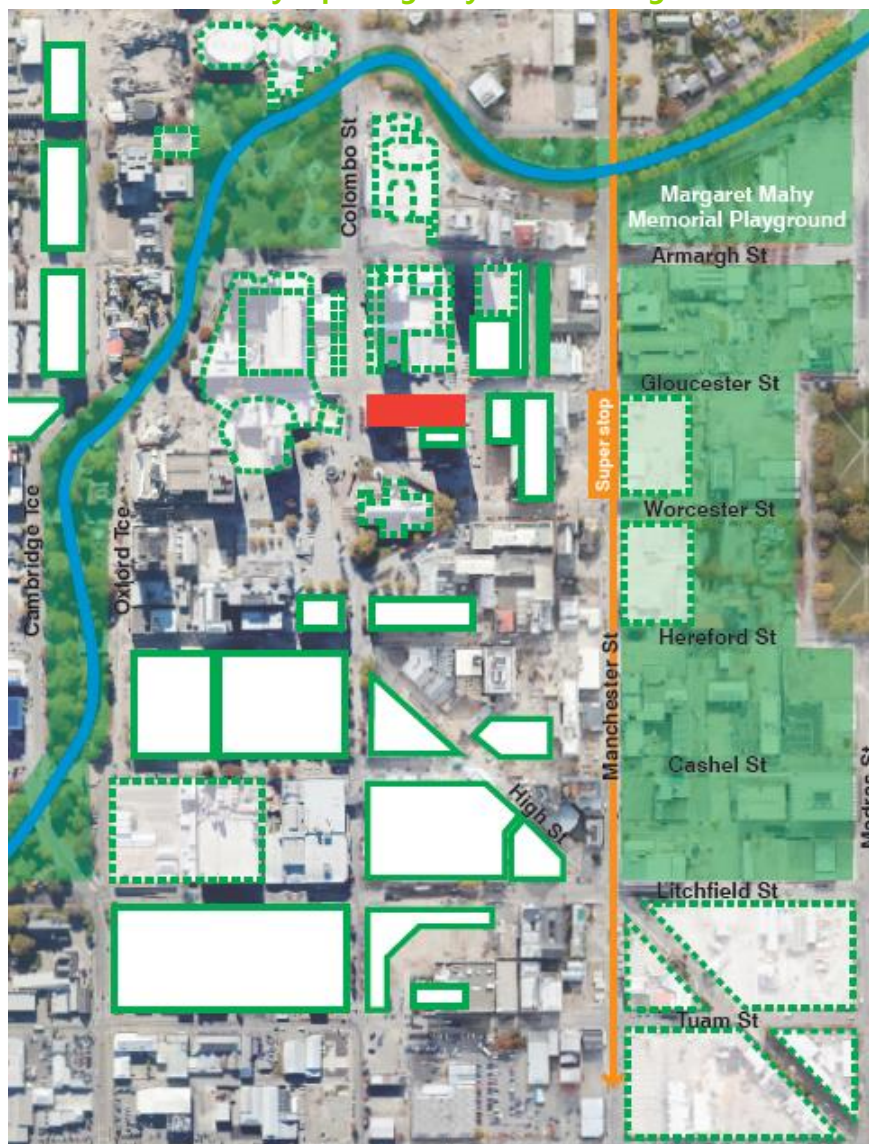 Colombo St
Margaret Mahy
Memorial Playground
Armargh St
Gloucester St
Super stop
Worcester St
Cambridge Tce
Oxford Tce
Hereford St
Manchester St
Cashel St
High St
Litchfield St
Tuam St